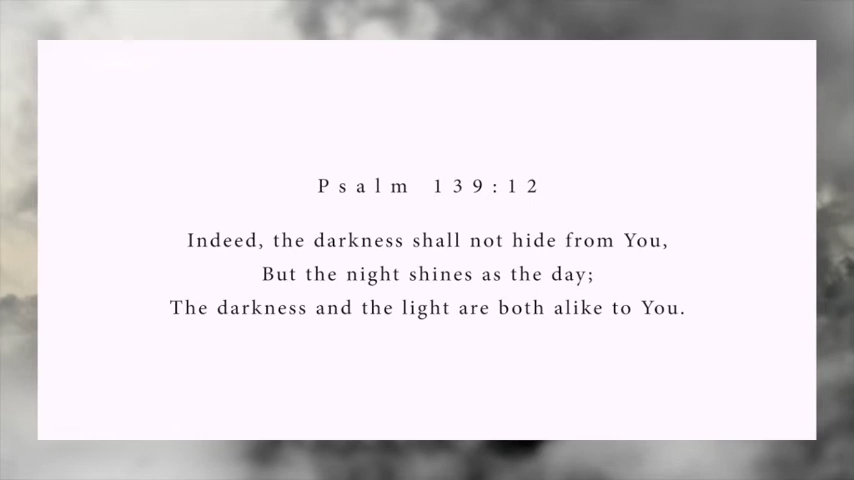 Psalm 139:12
Indeed, the darkness shall not hide from You,
But the night shines as the day;
The darkness and the light are both alike to You.